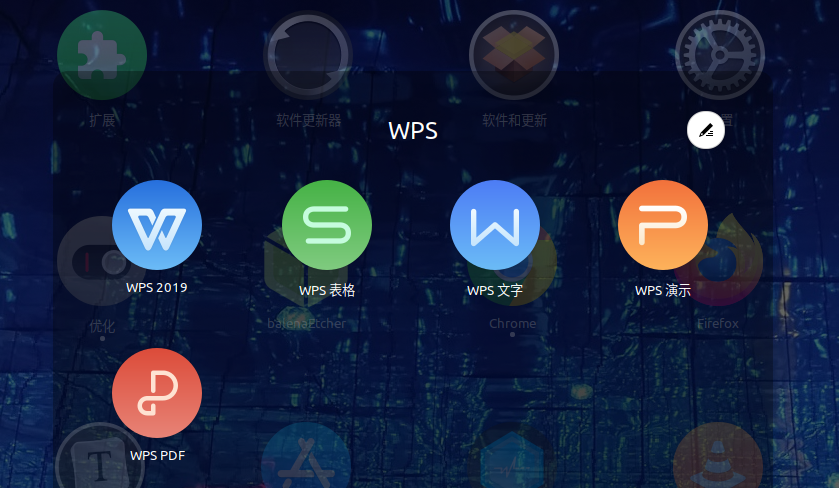 扩展
软件更新器
软件和更新
置
WPS
WPS 2019
WPS 表格
WPS 文字
WPS 演示
优化
balenaEtcher
Chrome
Firefox
WPS PDF